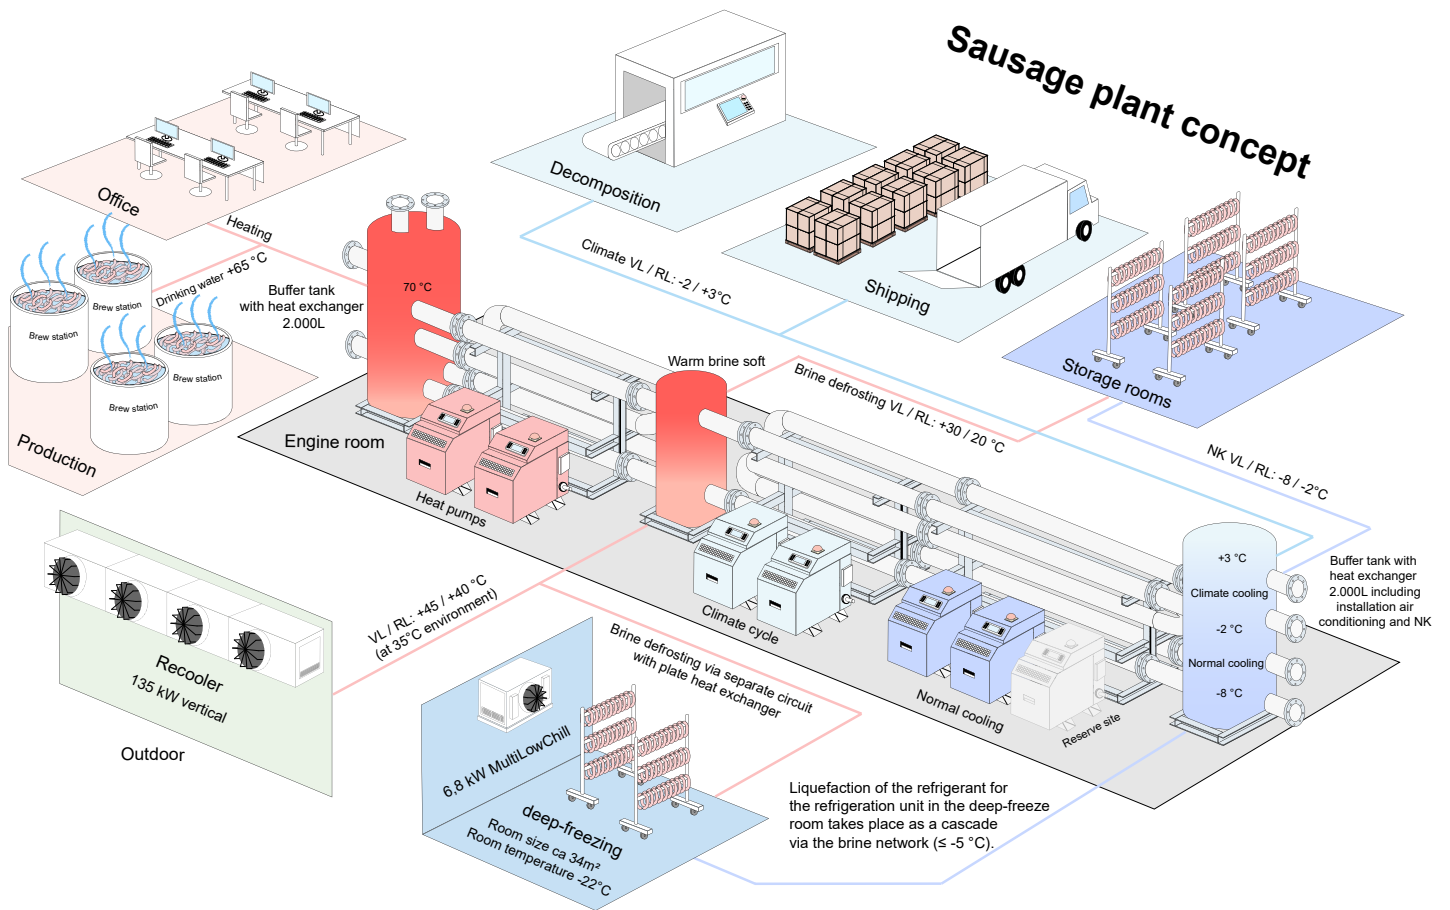 Sausage plant concept
Office
Heating
Drinking water +65 °C
Brew station
Brew station
Brew station
Brew station
Production
Buffer tank
with heat exchanger
2.000L
70 °C
Engine room
Heat pumps
Decomposition
Climate VL / RL: -2 / +3°C
Shipping
Storage rooms
Warm brine soft
Brine defrosting VL / RL: +30 / 20 °C
NK VL / RL: -8 / -2°C
Climate cycle
Normal cooling
Reserve site
+3 °C
Climate cooling
-2 °C
Normal cooling
-8 °C
Buffer tank with
heat exchanger
2.000L including
installation air
conditioning and NK
Recooler
135 kW vertical
Outdoor
VL / RL: +45 / +40 °C
(at 35°C environment)
Brine defrosting via separate circuit
with plate heat exchanger
6,8 kW MultiLowChill
deep-freezing
Room size ca 34m²
Room temperature -22°C
Liquefaction of the refrigerant for
the refrigeration unit in the deep-freeze
room takes place as a cascade
via the brine network (≤ -5 °C).